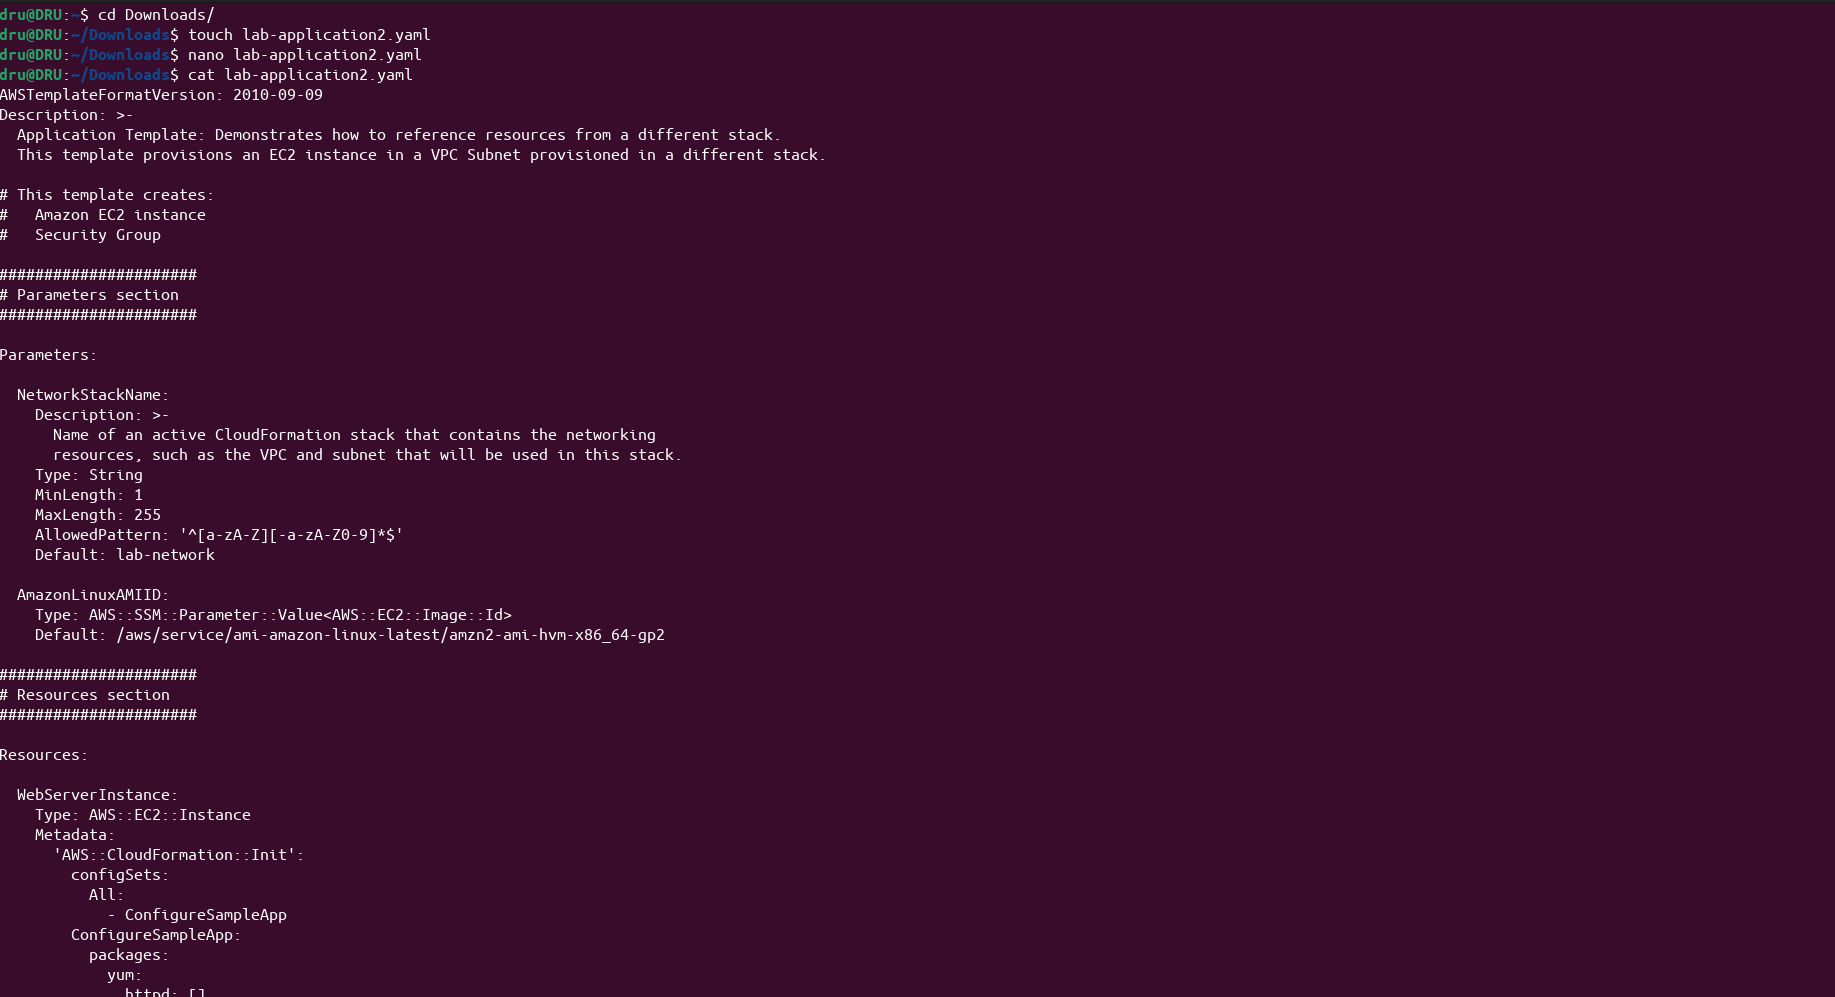 dru@DRU:~$ cd Downloads/
dru@DRU:~/Downloads$ touch lab-application2.yaml
dru@DRU:~/Downloads$ nano lab-application2.yaml
dru@DRU:~/Downloads$ cat lab-application2.yaml
AWSTemplateFormatVersion: 2010-09-09
Description: >-
  Application Template: Demonstrates how to reference resources from a different stack.
  This template provisions an EC2 instance in a VPC Subnet provisioned in a different stack.

# This template creates:
#   Amazon EC2 instance
#   Security Group

######################
# Parameters section
######################

Parameters:

  NetworkStackName:
    Description: >-
      Name of an active CloudFormation stack that contains the networking
      resources, such as the VPC and subnet that will be used in this stack.
    Type: String
    MinLength: 1
    MaxLength: 255
    AllowedPattern: '^[a-zA-Z][-a-zA-Z0-9]*$'
    Default: lab-network

  AmazonLinuxAMIID:
    Type: AWS::SSM::Parameter::Value<AWS::EC2::Image::Id>
    Default: /aws/service/ami-amazon-linux-latest/amzn2-ami-hvm-x86_64-gp2

######################
# Resources section
######################

Resources:

  WebServerInstance:
    Type: AWS::EC2::Instance
    Metadata:
      'AWS::CloudFormation::Init':
        configSets:
          All:
            - ConfigureSampleApp
        ConfigureSampleApp:
          packages:
            yum:
              httpd: []